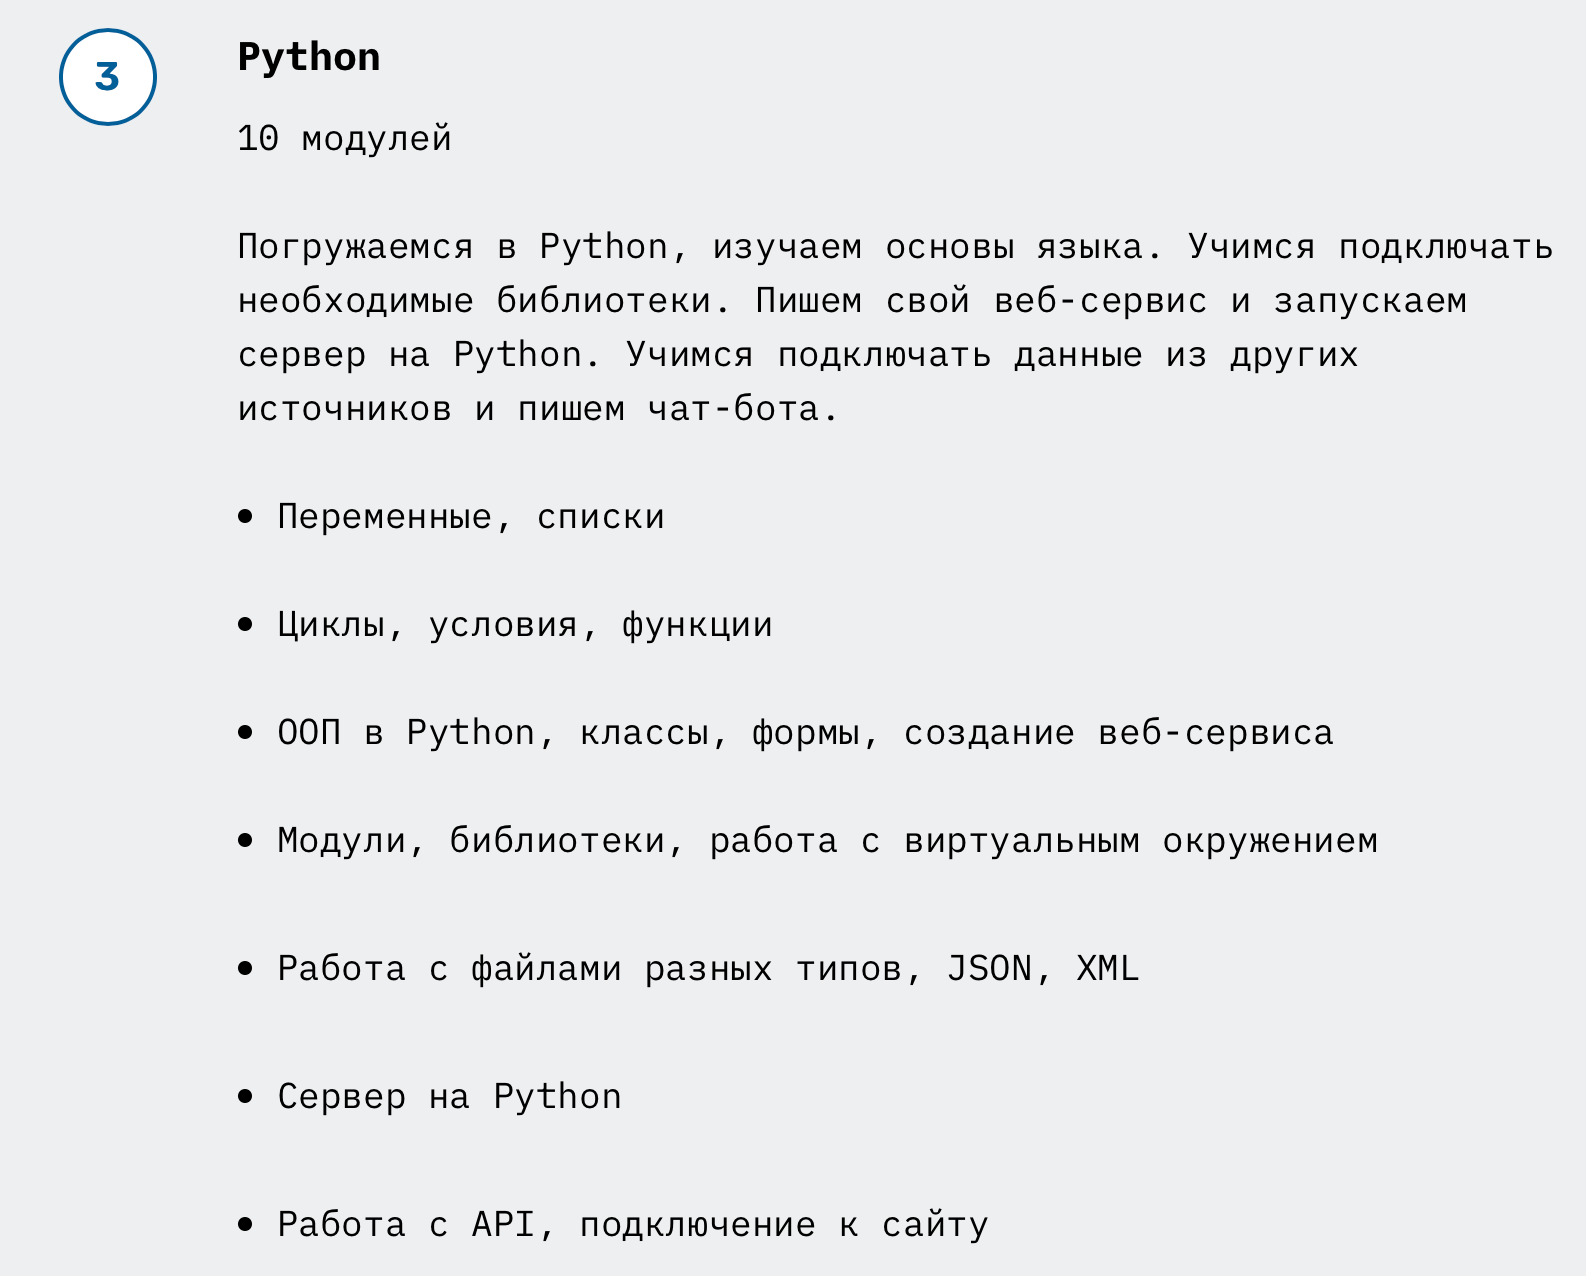 3
Python
10 модулей
Погружаемся в Python, изучаем основы языка. Учимся подключать
необходимые библиотеки. Пишем свой веб-сервис и запускаем
сервер на Python. Учимся подключать данные из других
источников и пишем чат-бота.
• Переменные, списки
• Циклы, условия, функции
• ООП в Python, классы, формы, создание веб-сервиса
• Модули, библиотеки, работа с виртуальным окружением
• Работа с файлами разных типов, JSON, XML
• Сервер на Python
• Работа с API, подключение к сайту